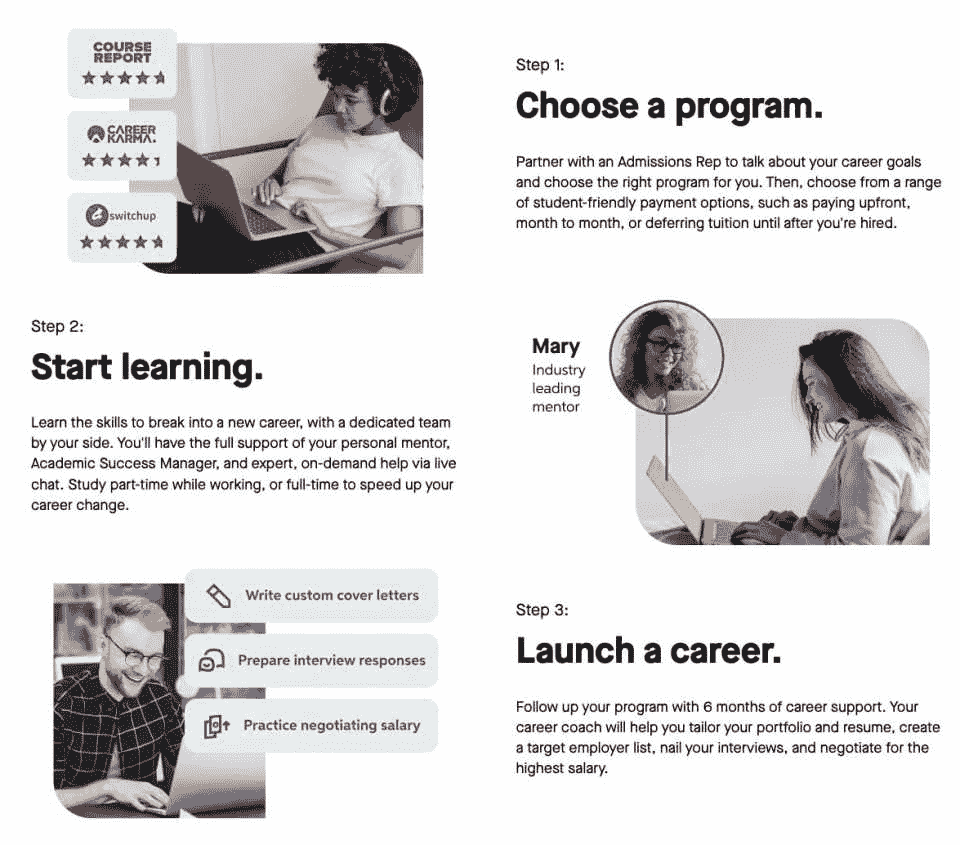 COURSE
REPORT
CAREER
KARMA.
switchup
Step 1:
Choose a program.
Partner with an Admissions Rep to talk about your career goals
and choose the right program for you. Then, choose from a range
of student-friendly payment options, such as paying upfront,
month to month, or deferring tuition until after you're hired.
Step 2:
Start learning.
Learn the skills to break into a new career, with a dedicated team
by your side. You'll have the full support of your personal mentor,
Academic Success Manager, and expert, on-demand help via live
chat. Study part-time while working, or full-time to speed up your
career change.
Mary
Industry
leading
mentor
Write custom cover letters
Prepare interview responses
Practice negotiating salary
Step 3:
Launch a career.
Follow up your program with 6 months of career support. Your
career coach will help you tailor your portfolio and resume, create
a target employer list, nail your interviews, and negotiate for the
highest salary.